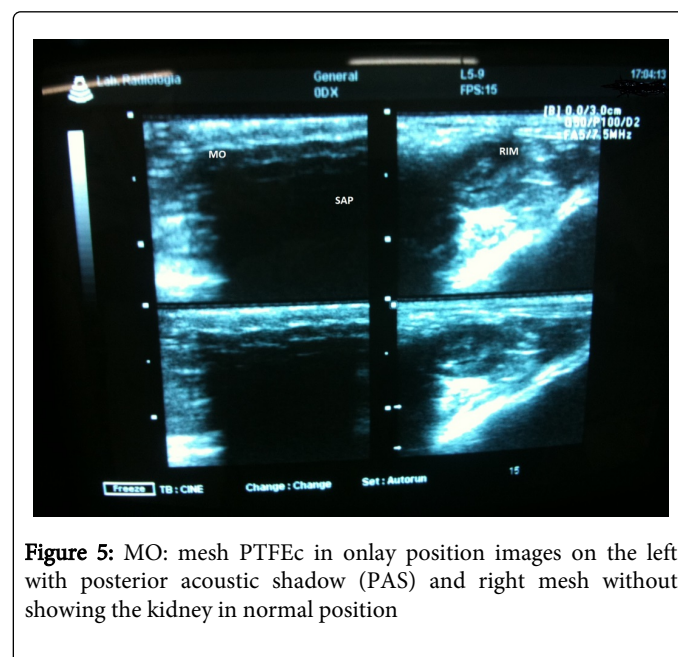 Lab. Radiologia
General
0DX
L5-9
FPS:15
17:04:13
[B] 0.0/3.0cm
G90/P100/D2
FA5/7.5MHz
MO
SAP
RIM
15
Freeze TB : CINE Change : Change Set : Autorun
Figure 5: MO: mesh PTFEc in onlay position images on the left
with posterior acoustic shadow (PAS) and right mesh without
showing the kidney in normal position